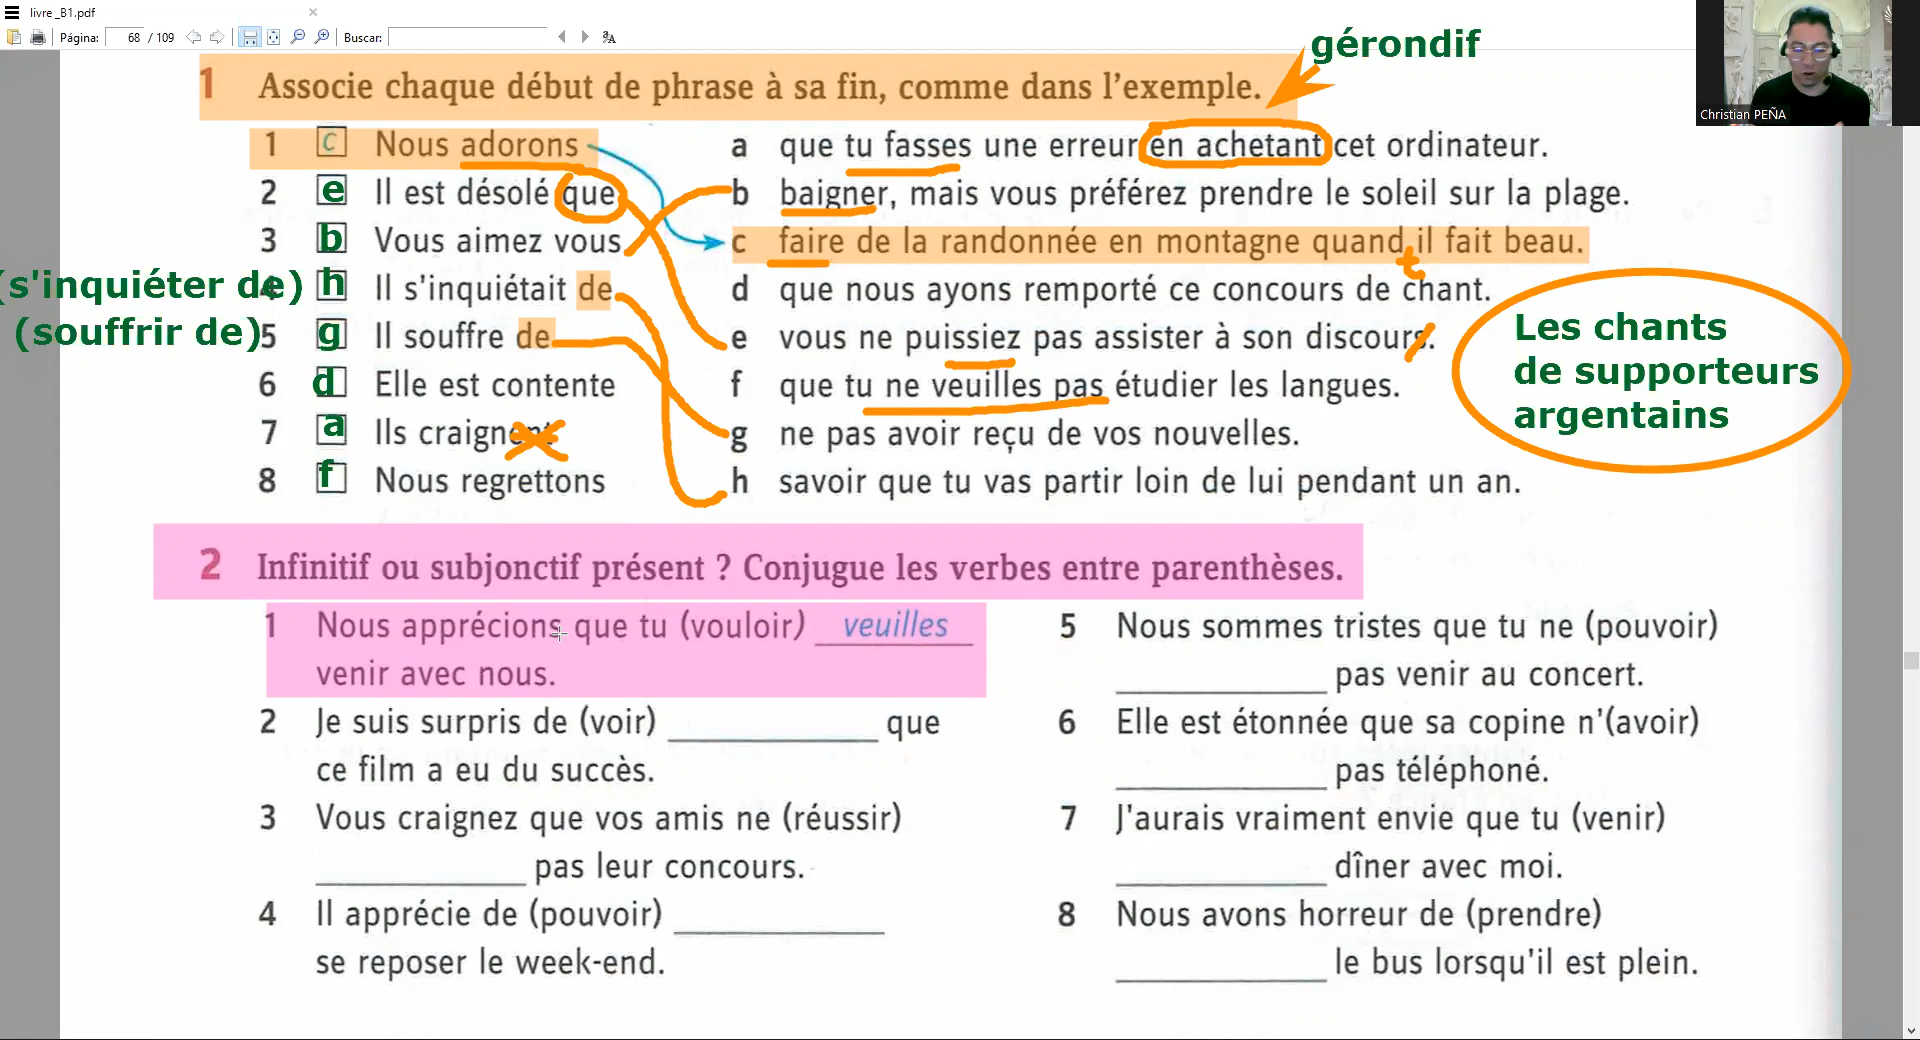 livre_B1.pdf
Página: 68 / 109 Buscar:
Christian PEÑA
gérondif
1 Associe chaque début de phrase à sa fin, comme dans l'exemple.
1 c Nous adorons
2 e Il est désolé que
3 b Vous aimez vous
4 h Il s'inquiétait de
5 g Il souffre de
6 d Elle est contente
7 a Ils craignent
8 f Nous regrettons
(s'inquiéter de)
(souffrir de)
a que tu fasses une erreur en achetant cet ordinateur.
b baigner, mais vous préférez prendre le soleil sur la plage.
c faire de la randonnée en montagne quand il fait beau.
t
d que nous ayons remporté ce concours de chant.
e vous ne puissiez pas assister à son discours.
f que tu ne veuilles pas étudier les langues.
g ne pas avoir reçu de vos nouvelles.
h savoir que tu vas partir loin de lui pendant un an.
Les chants
de supporteurs
argentains
2 Infinitif ou subjonctif présent ? Conjugue les verbes entre parenthèses.
1 Nous apprécions que tu (vouloir) veuilles
venir avec nous.
2 Je suis surpris de (voir) ____________ que
ce film a eu du succès.
3 Vous craignez que vos amis ne (réussir)
____________ pas leur concours.
4 Il apprécie de (pouvoir) ____________
se reposer le week-end.
5 Nous sommes tristes que tu ne (pouvoir)
____________ pas venir au concert.
6 Elle est étonnée que sa copine n'(avoir)
____________ pas téléphoné.
7 J'aurais vraiment envie que tu (venir)
____________ dîner avec moi.
8 Nous avons horreur de (prendre)
____________ le bus lorsqu'il est plein.